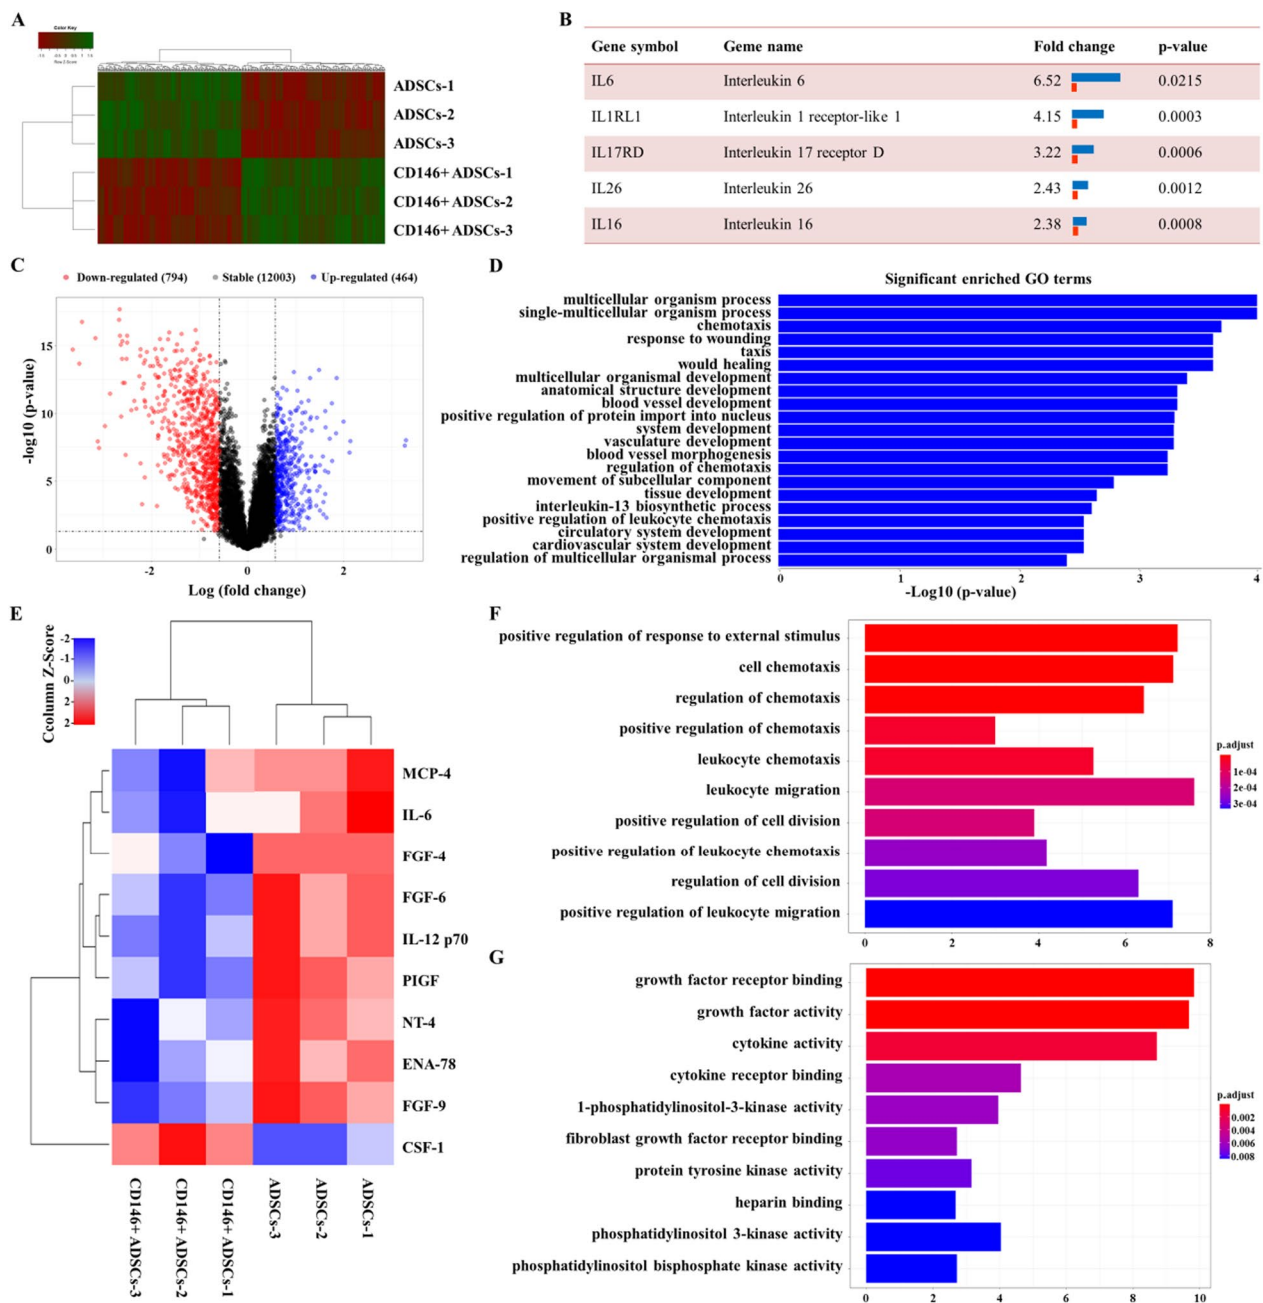 A
Color Key
-1.5 -0.5 0 0.5 1 1.5
Row Z-Score
ADSCs-1
ADSCs-2
ADSCs-3
CD146+ ADSCs-1
CD146+ ADSCs-2
CD146+ ADSCs-3
B
Gene symbol Geme name Fold change p-value
IL6 Interleukin 6 6.52 0.0215
IL1RL1 Interleukin 1 receptor-like 1 4.15 0.0003
IL17RD Interleukin 17 receptor D 3.22 0.0006
IL26 Interleukin 26 2.43 0.0012
IL16 Interleukin 16 2.38 0.0008
C
Down-regulated (794) Stable (12003) Up-regulated (464)
-log10 (p-value)
15
10
5
0
-2 0 2
Log (fold change)
D
Significant enriched GO terms
multicellular organism process
single-multicellular organism process
chemotaxis
response to wounding
taxis
would healing
multicellular organismal development
anatomical structure development
blood vessel development
positive regulation of protein import into nucleus
system development
vasculature development
blood vessel morphogenesis
regulation of chemotaxis
movement of subcellular component
tissue development
interleukin-13 biosynthetic process
positive regulation of leukocyte chemotaxis
circulatory system development
cardiovascular system development
regulation of multicellular organismal process
0 1 2 3 4
-Log10 (p-value)
E
Ccolumn Z-Score
-2
-1
0
2
2
MCP-4
IL-6
FGF-4
FGF-6
IL-12 p70
PIGF
NT-4
ENA-78
FGF-9
CSF-1
CD146+ ADSCs-3
CD146+ ADSCs-2
CD146+ ADSCs-1
ADSCs-3
ADSCs-2
ADSCs-1
F
positive regulation of response to external stimulus
cell chemotaxis
regulation of chemotaxis
positive regulation of chemotaxis
leukocyte chemotaxis
leukocyte migration
positive regulation of cell division
positive regulation of leukocyte chemotaxis
regulation of cell division
positive regulation of leukocyte migration
0 2 4 6 8
p.adjust
1e-04
2e-04
3e-04
G
growth factor receptor binding
growth factor activity
cytokine activity
cytokine receptor binding
1-phosphatidylinositol-3-kinase activity
fibroblast growth factor receptor binding
protein tyrosine kinase activity
heparin binding
phosphatidylinositol 3-kinase activity
phosphatidylinositol bisphosphate kinase activity
0 2 4 6 8 10
p.adjust
0.002
0.004
0.006
0.008